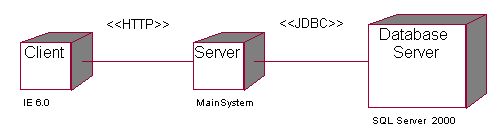 <<HTTP>>
<<JDBC>>
Client
Server
Database
Server
IE 6.0
MainSystem
SQL Server 2000